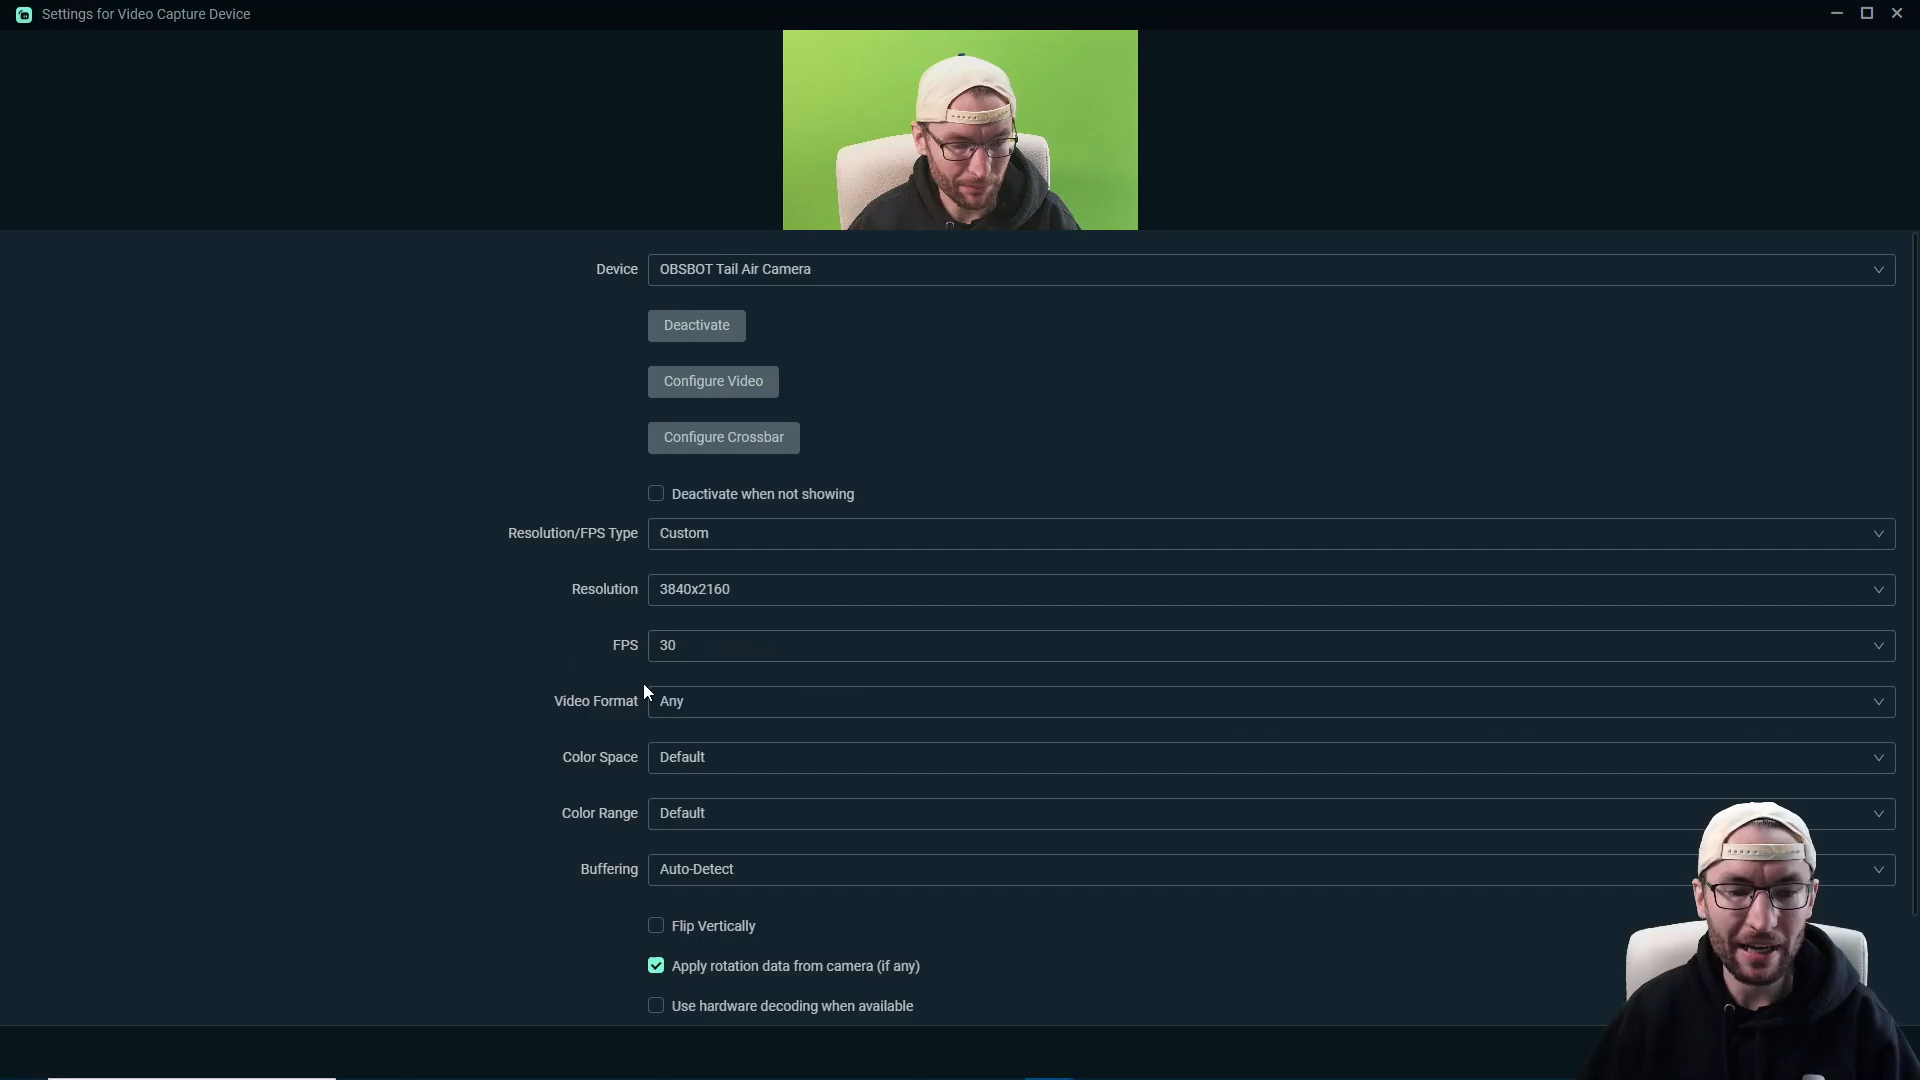 Settings for Video Capture Device
Device OBSBOT Tail Air Camera
Deactivate
Configure Video
Configure Crossbar
Deactivate when not showing
Resolution/FPS Type Custom
Resolution 3840x2160
FPS 30
Video Format Any
Color Space Default
Color Range Default
Buffering Auto-Detect
Flip Vertically
Apply rotation data from camera (if any)
Use hardware decoding when available